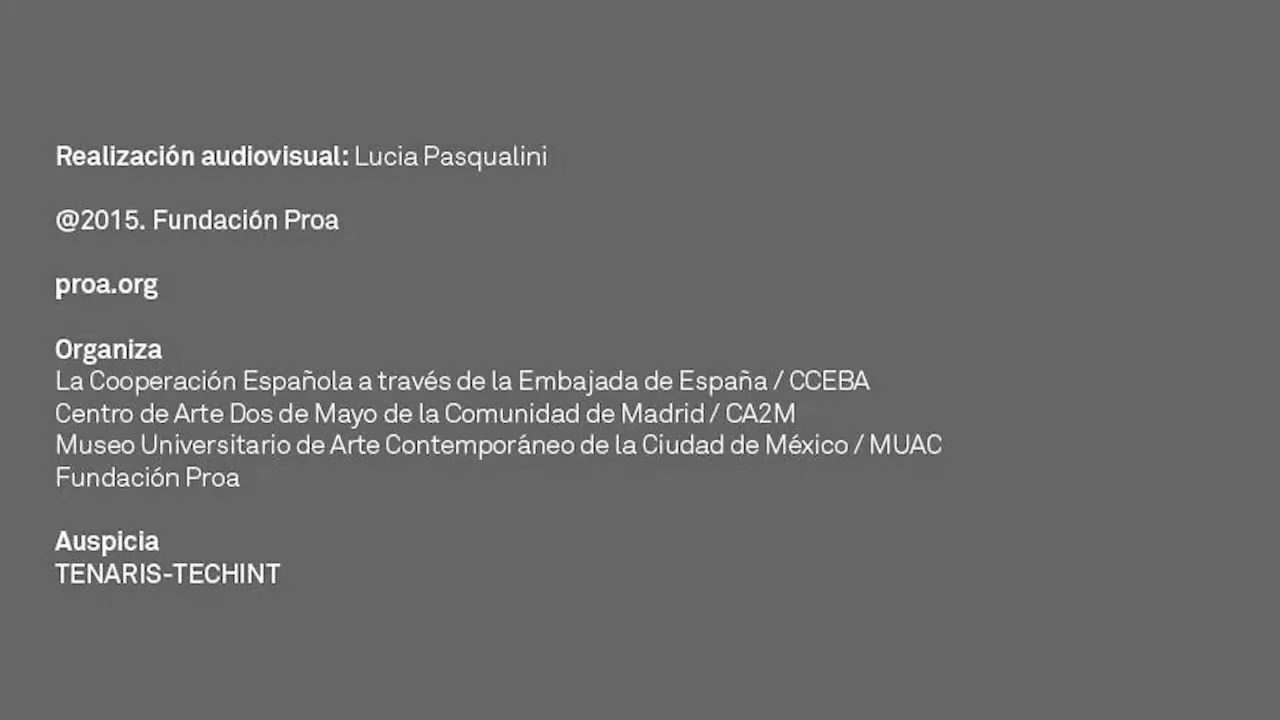 Realización audiovisual: Lucia Pasqualini
@2015. Fundación Proa
proa.org
Organiza
La Cooperación Española a través de la Embajada de España / CCEBA
Centro de Arte Dos de Mayo de la Comunidad de Madrid / CA2M
Museo Universitario de Arte Contemporáneo de la Ciudad de México / MUAC
Fundación Proa
Auspicia
TENARIS-TECHINT